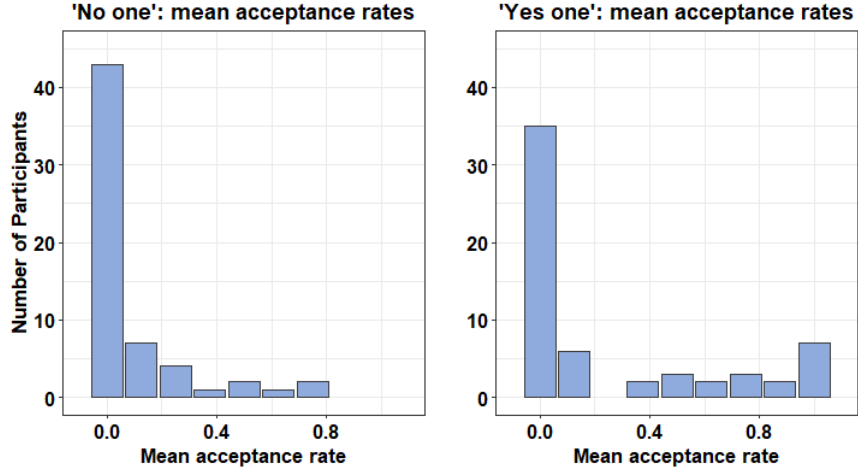 'No one': mean acceptance rates
Number of Participants
40
30
20
10
0
0.0 0.4 0.8
Mean acceptance rate
'Yes one': mean acceptance rates
40
30
20
10
0
0.0 0.4 0.8
Mean acceptance rate